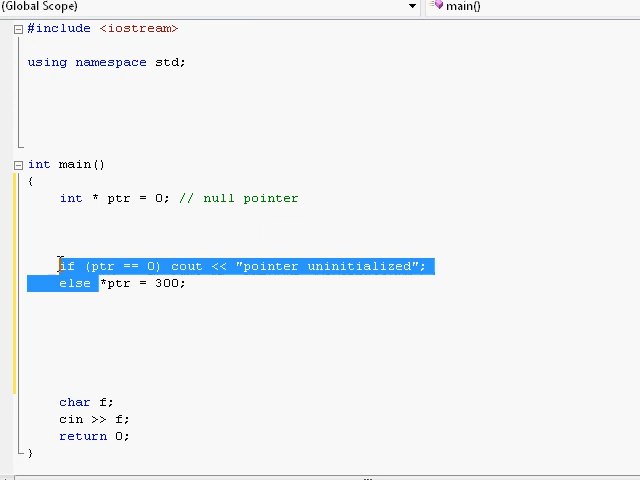 (Global Scope)
main()
#include <iostream>
using namespace std;
int main()
{
int * ptr = 0; // null pointer
if (ptr == 0) cout << "pointer uninitialized";
else *ptr = 300;
char f;
cin >> f;
return 0;
}